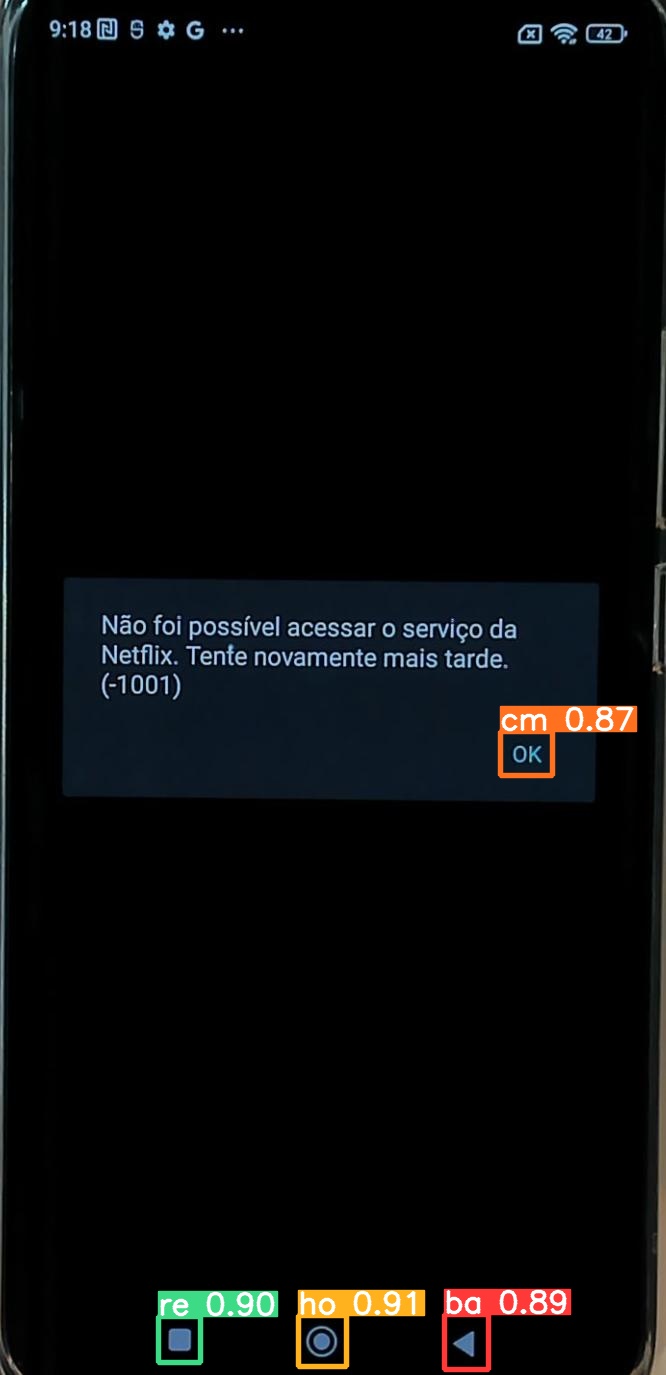 9:18 G ...
42
Não foi possível acessar o serviço da
Netflix. Tente novamente mais tarde.
(-1001)
cm 0.87
OK
re 0.90 ho 0.91 ba 0.89